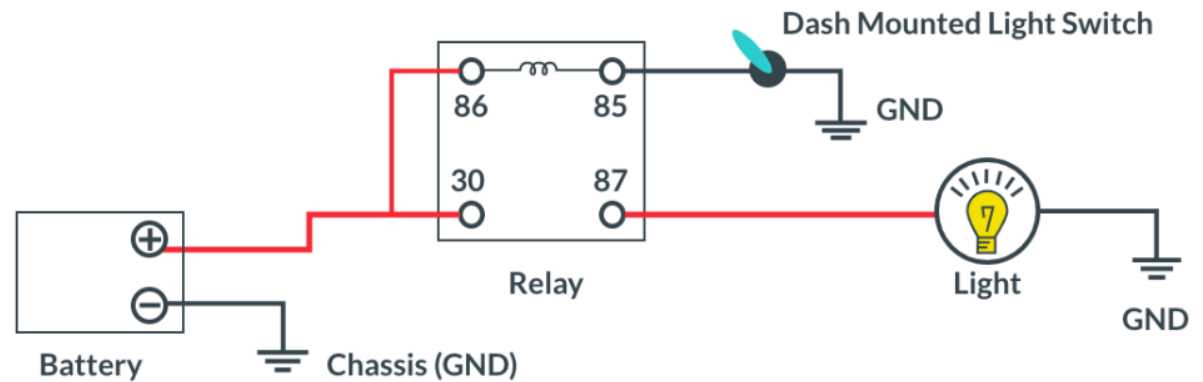 Dash Mounted Light Switch
86
85
GND
30
87
+
−
Relay
Light
GND
Battery
Chassis (GND)